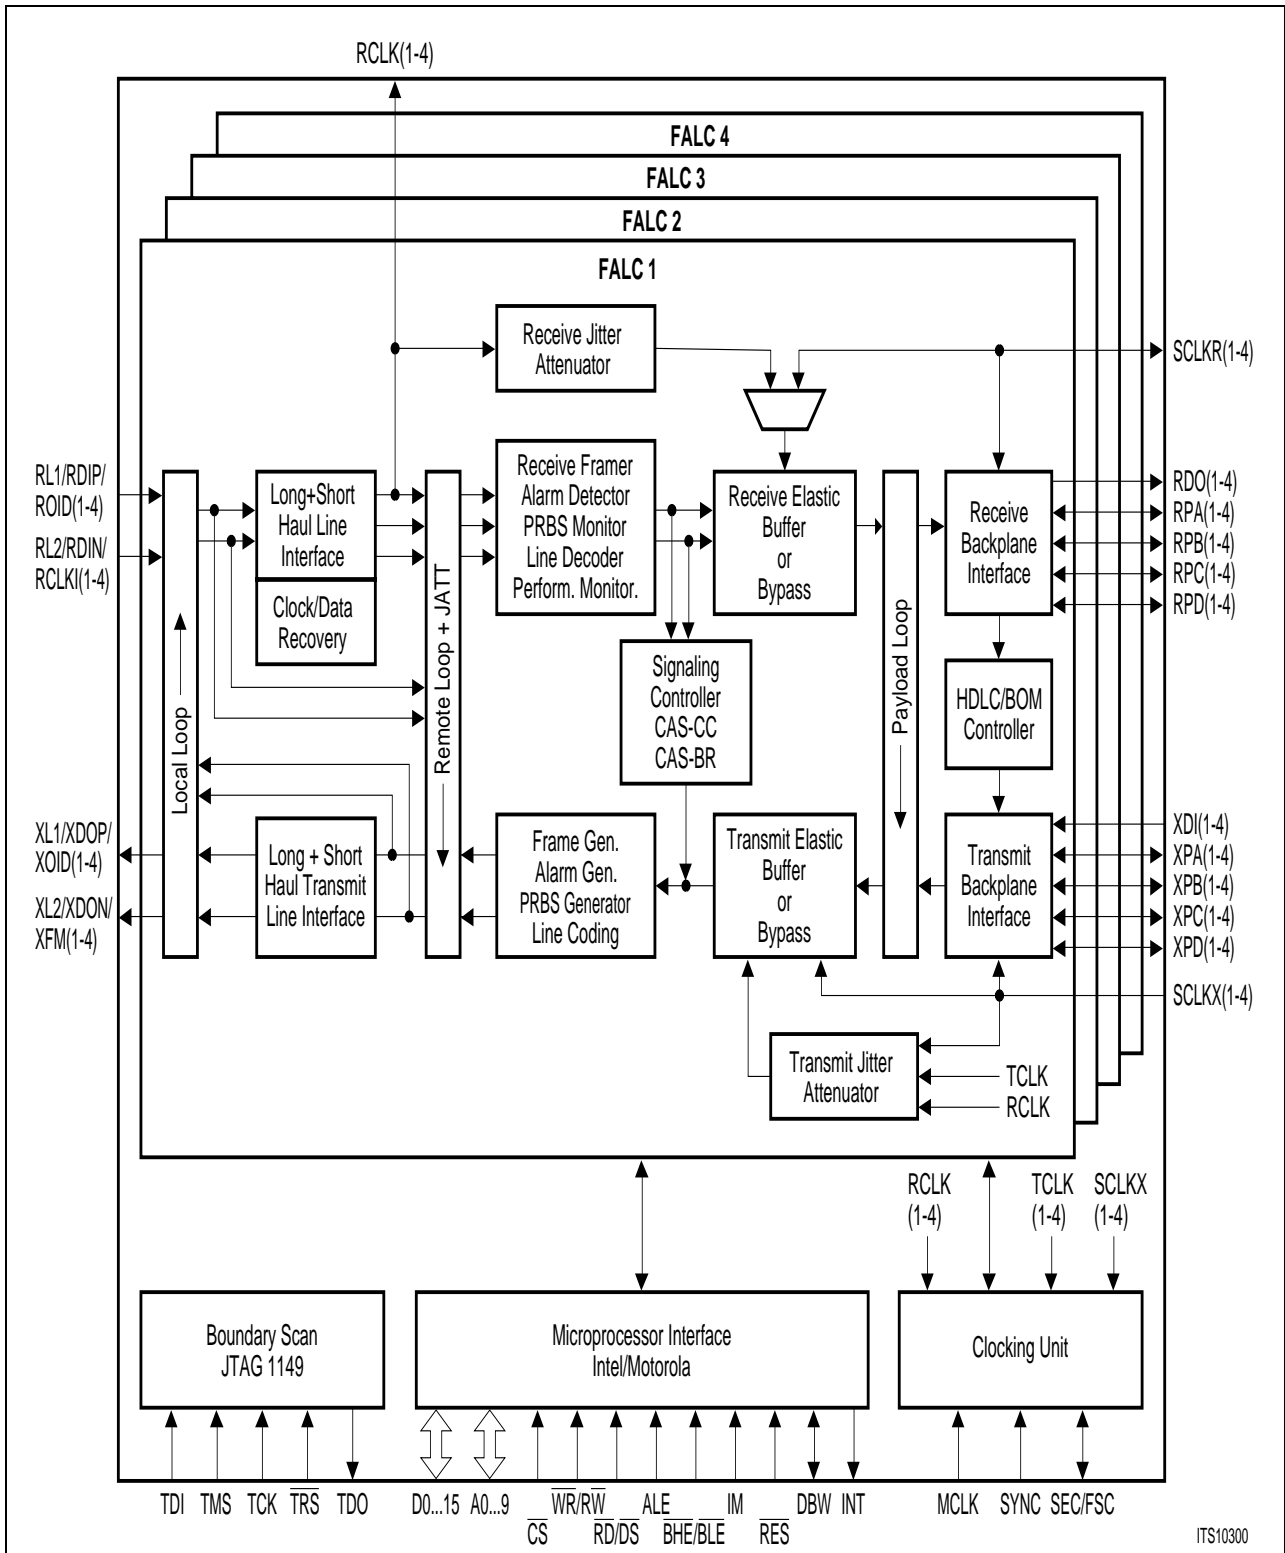 RCLK(1-4)
FALC 4
FALC 3
FALC 2
FALC 1
Receive Jitter
Attenuator
SCLKR(1-4)
RL1/RDIP/
ROID(1-4)
RL2/RDIN/
RCLKI(1-4)
Local Loop
Long+Short
Haul Line
Interface
Clock/Data
Recovery
Remote Loop + JATT
Receive Framer
Alarm Detector
PRBS Monitor
Line Decoder
Perform. Monitor.
Receive Elastic
Buffer
or
Bypass
Payload Loop
Receive
Backplane
Interface
RDO(1-4)
RPA(1-4)
RPB(1-4)
RPC(1-4)
RPD(1-4)
Signaling
Controller
CAS-CC
CAS-BR
HDLC/BOM
Controller
XL1/XDOP/
XOID(1-4)
XL2/XDON/
XFM(1-4)
Long + Short
Haul Transmit
Line Interface
Frame Gen.
Alarm Gen.
PRBS Generator
Line Coding
Transmit Elastic
Buffer
or
Bypass
Transmit
Backplane
Interface
XDI(1-4)
XPA(1-4)
XPB(1-4)
XPC(1-4)
XPD(1-4)
SCLKX(1-4)
Transmit Jitter
Attenuator
TCLK
RCLK
RCLK
(1-4)
TCLK
(1-4)
SCLKX
(1-4)
Boundary Scan
JTAG 1149
Microprocessor Interface
Intel/Motorola
Clocking Unit
TDI TMS TCK T̅R̅S̅ TDO D0...15 A0...9 W̅R̅/RW̅ ALE IM DBW INT MCLK SYNC SEC/FSC
C̅S̅ R̅D̅/D̅S̅ B̅H̅E̅/B̅L̅E̅ R̅E̅S̅
ITS10300